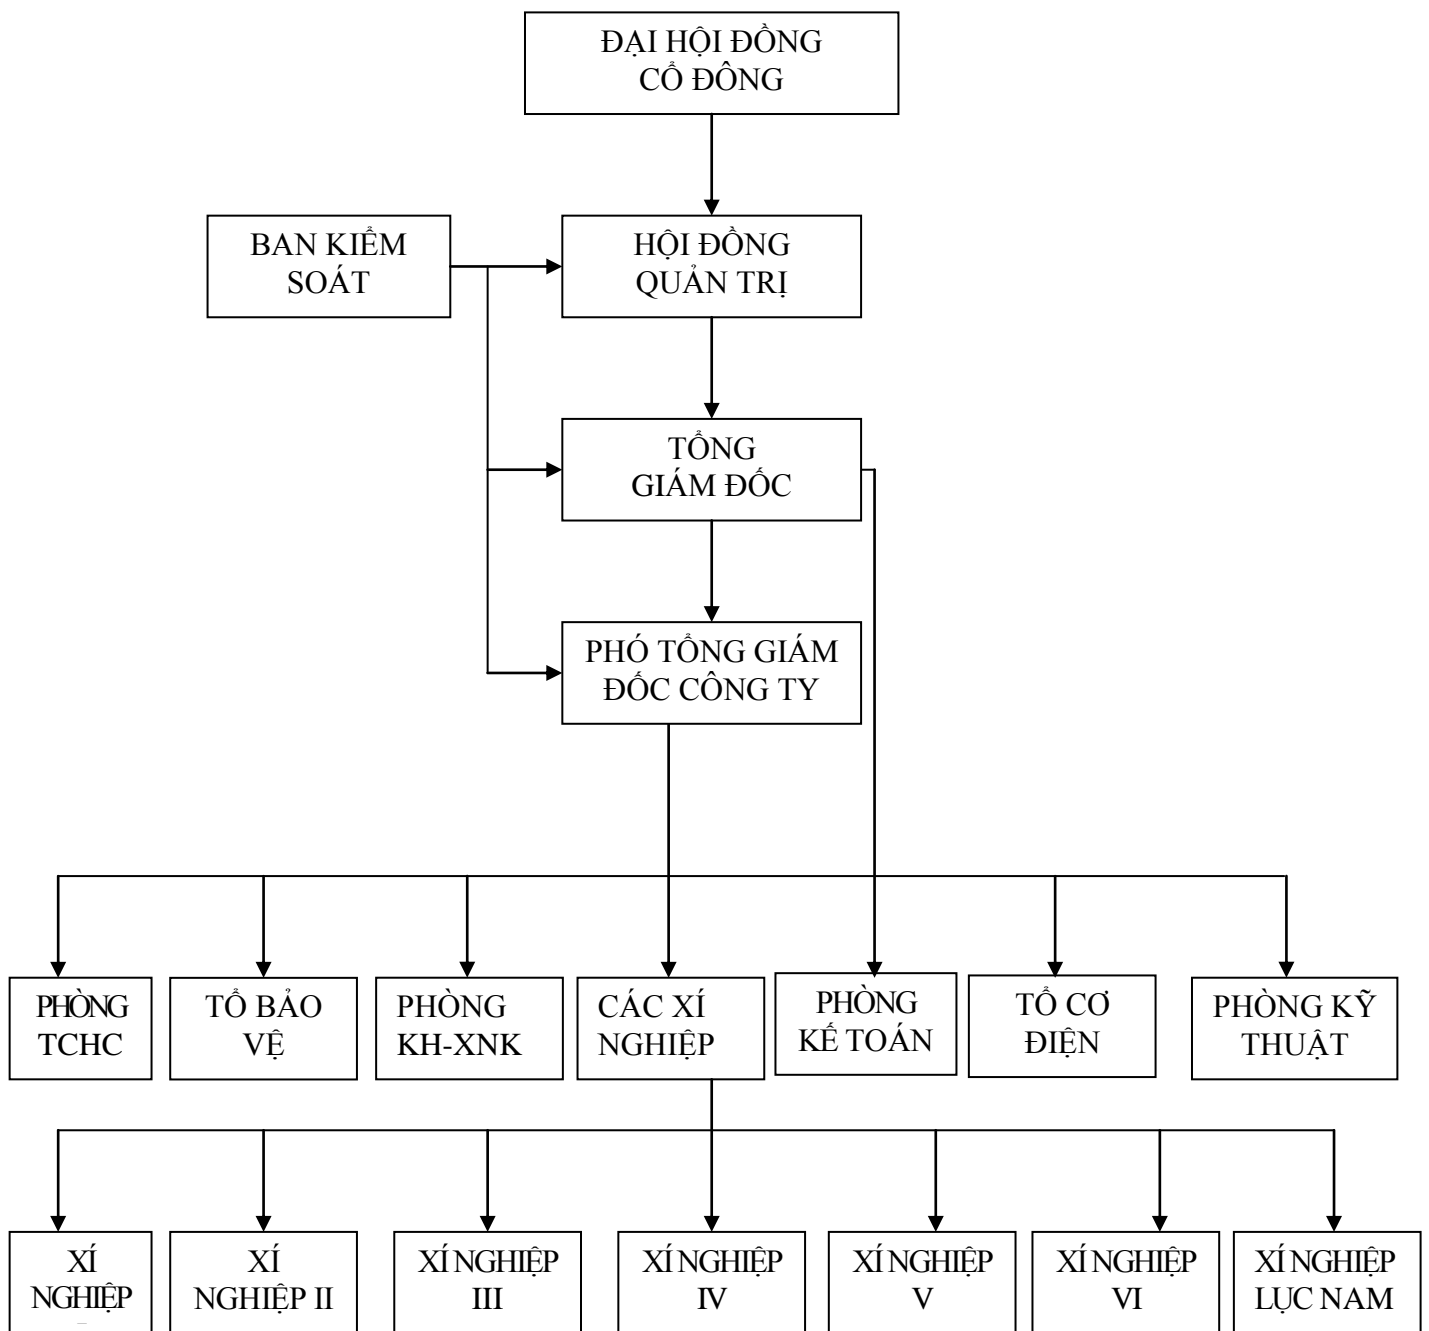 ĐẠI HỘI ĐỒNG
CỔ ĐÔNG
BAN KIỂM
SOÁT
HỘI ĐỒNG
QUẢN TRỊ
TỔNG
GIÁM ĐỐC
PHÓ TỔNG GIÁM
ĐỐC CÔNG TY
PHÒNG
TCHC
TỔ BẢO
VỆ
PHÒNG
KH-XNK
CÁC XÍ
NGHIỆP
PHÒNG
KẾ TOÁN
TỔ CƠ
ĐIỆN
PHÒNG KỸ
THUẬT
XÍ
NGHIỆP
XÍ
NGHIỆP II
XÍ NGHIỆP
III
XÍ NGHIỆP
IV
XÍ NGHIỆP
V
XÍ NGHIỆP
VI
XÍ NGHIỆP
LỤC NAM